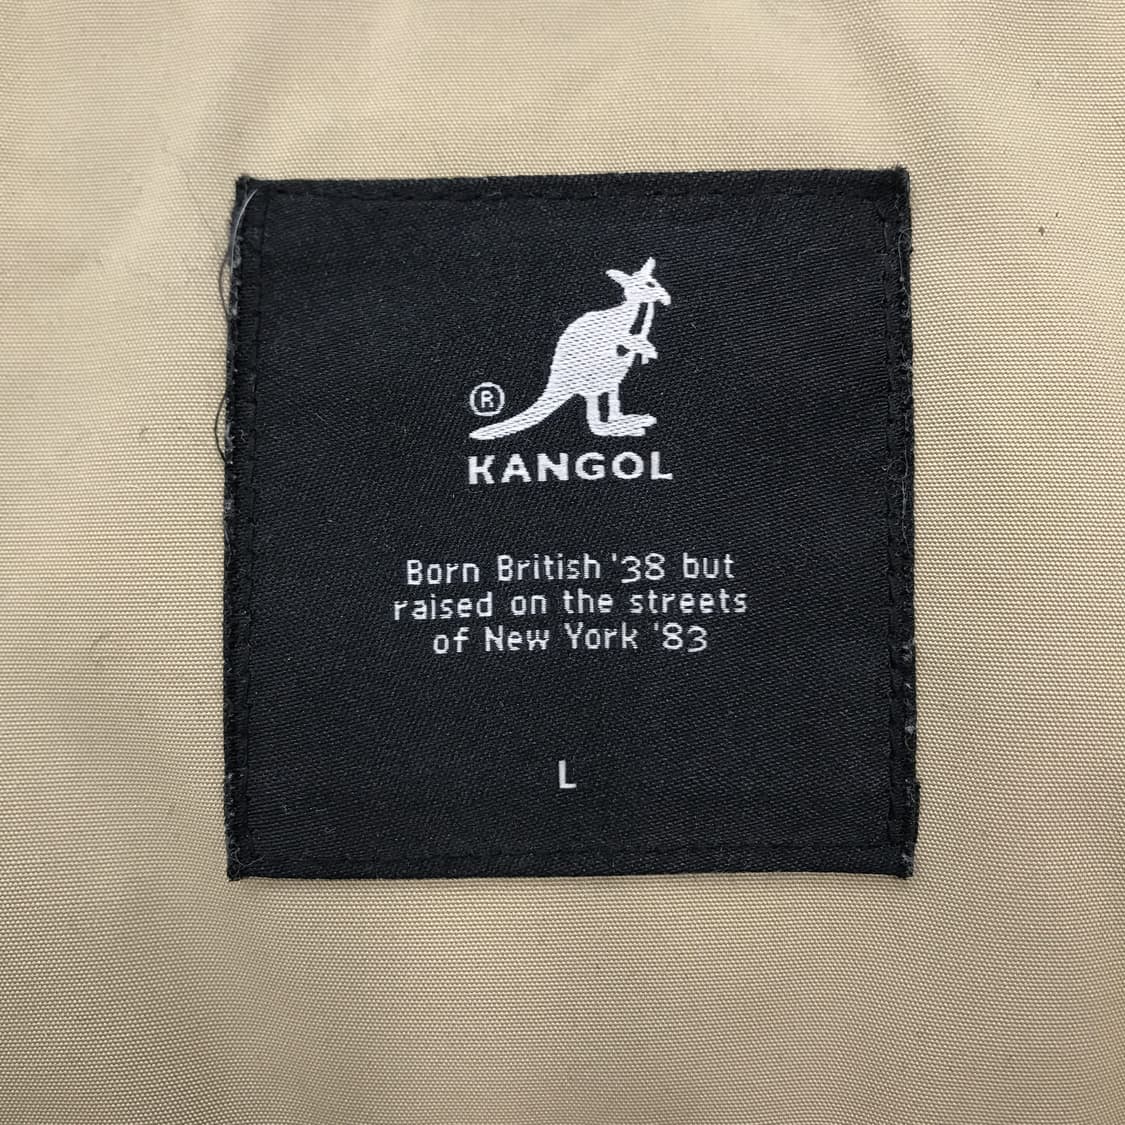 ®
KANGOL
Born British '38 but
raised on the streets
of New York '83
L